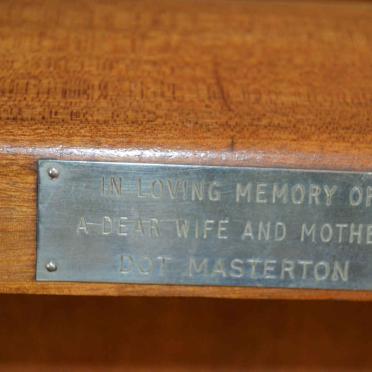 IN LOVING MEMORY OF
A DEAR WIFE AND MOTHE
DOT MASTERTON